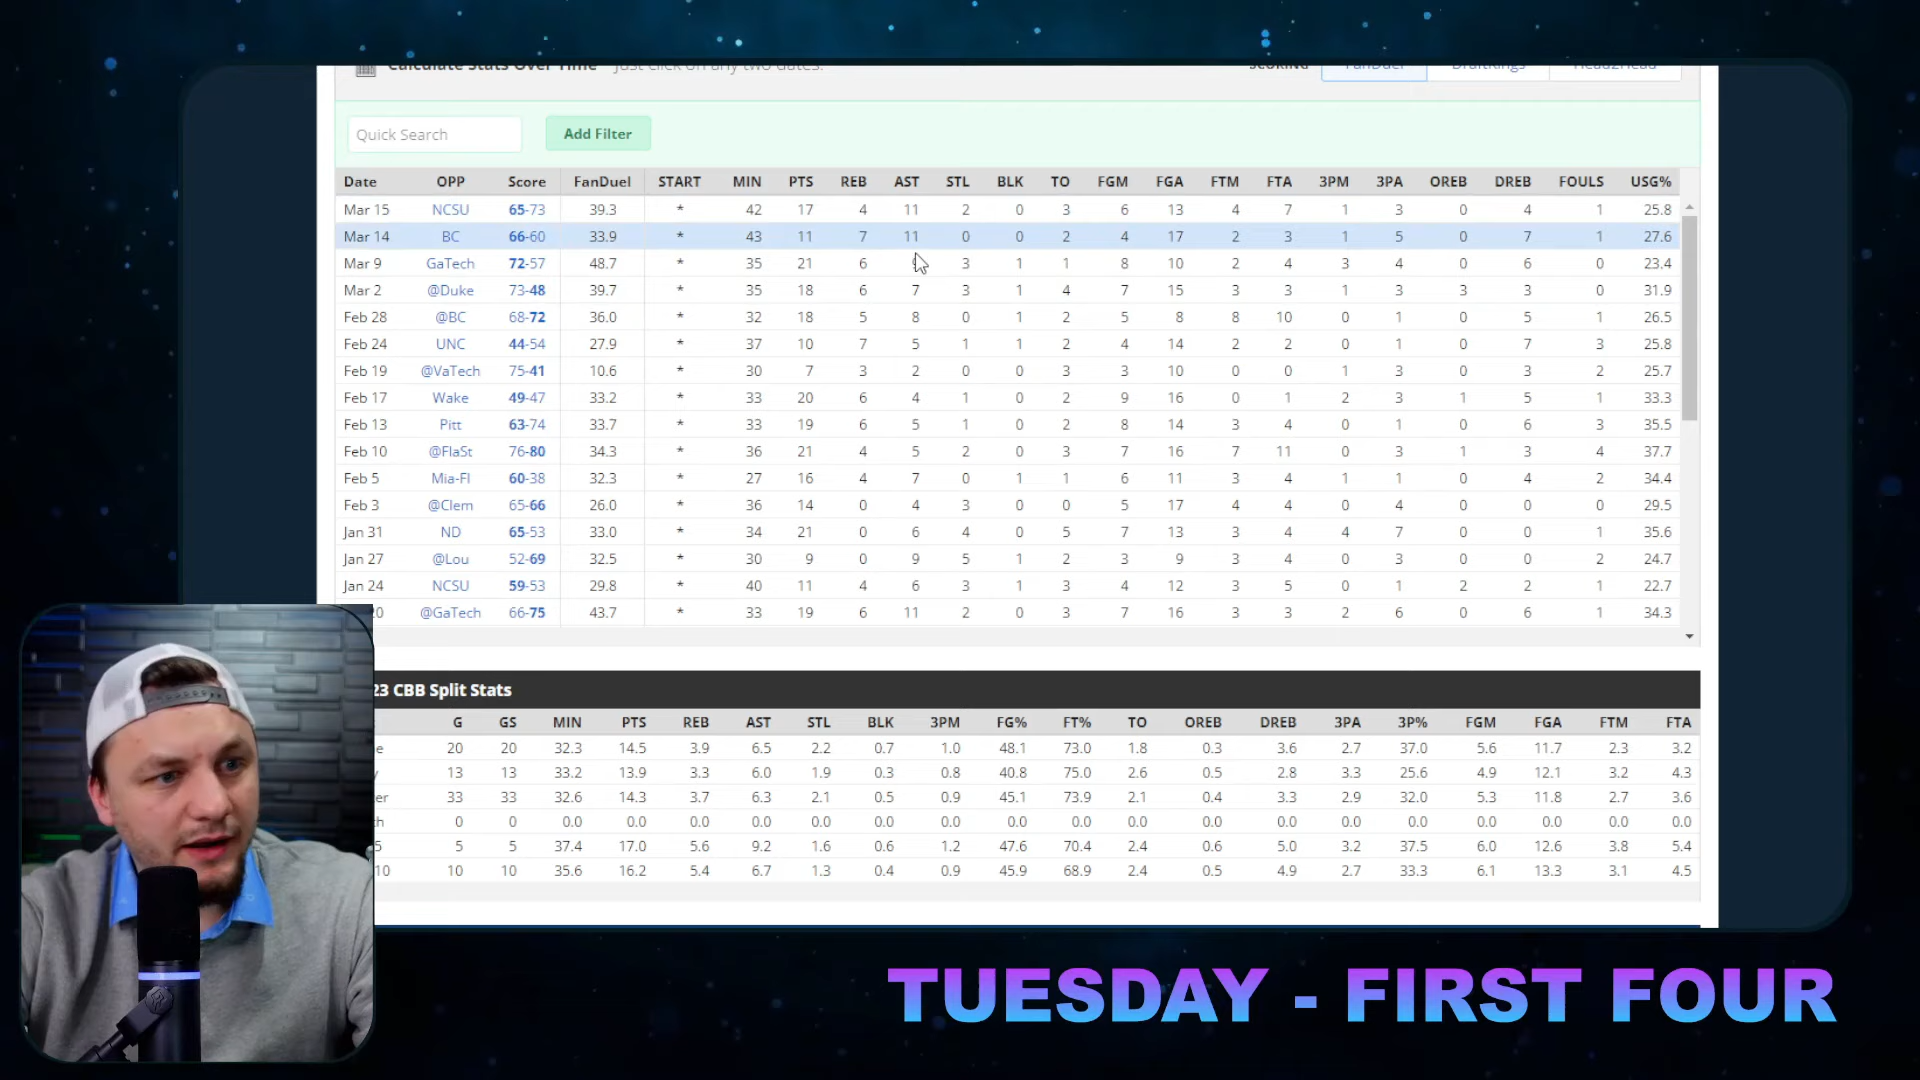 Calculate Stats Over Time - Just click on any two dates. SCORING FanDuel DraftKings Head2Head
Quick Search Add Filter
Date OPP Score FanDuel START MIN PTS REB AST STL BLK TO FGM FGA FTM FTA 3PM 3PA OREB DREB FOULS USG%
Mar 15 NCSU 65-73 39.3 * 42 17 4 11 2 0 3 6 13 4 7 1 3 0 4 1 25.8
Mar 14 BC 66-60 33.9 * 43 11 7 11 0 0 2 4 17 2 3 1 5 0 7 1 27.6
Mar 9 GaTech 72-57 48.7 * 35 21 6 3 1 1 8 10 2 4 3 4 0 6 0 23.4
Mar 2 @Duke 73-48 39.7 * 35 18 6 7 3 1 4 7 15 3 3 1 3 3 3 0 31.9
Feb 28 @BC 68-72 36.0 * 32 18 5 8 0 1 2 5 8 8 10 0 1 0 5 1 26.5
Feb 24 UNC 44-54 27.9 * 37 10 7 5 1 1 2 4 14 2 2 0 1 0 7 3 25.8
Feb 19 @VaTech 75-41 10.6 * 30 7 3 2 0 0 3 3 10 0 0 1 3 0 3 2 25.7
Feb 17 Wake 49-47 33.2 * 33 20 6 4 1 0 2 9 16 0 1 2 3 1 5 1 33.3
Feb 13 Pitt 63-74 33.7 * 33 19 6 5 1 0 2 8 14 3 4 0 1 0 6 3 35.5
Feb 10 @FlaSt 76-80 34.3 * 36 21 4 5 2 0 3 7 16 7 11 0 3 1 3 4 37.7
Feb 5 Mia-Fl 60-38 32.3 * 27 16 4 7 0 1 1 6 11 3 4 1 1 0 4 2 34.4
Feb 3 @Clem 65-66 26.0 * 36 14 0 4 3 0 0 5 17 4 4 0 4 0 0 0 29.5
Jan 31 ND 65-53 33.0 * 34 21 0 6 4 0 5 7 13 3 4 4 7 0 0 1 35.6
Jan 27 @Lou 52-69 32.5 * 30 9 0 9 5 1 2 3 9 3 4 0 3 0 0 2 24.7
Jan 24 NCSU 59-53 29.8 * 40 11 4 6 3 1 3 4 12 3 5 0 1 2 2 1 22.7
0 @GaTech 66-75 43.7 * 33 19 6 11 2 0 3 7 16 3 3 2 6 0 6 1 34.3
23 CBB Split Stats
G GS MIN PTS REB AST STL BLK 3PM FG% FT% TO OREB DREB 3PA 3P% FGM FGA FTM FTA
e 20 20 32.3 14.5 3.9 6.5 2.2 0.7 1.0 48.1 73.0 1.8 0.3 3.6 2.7 37.0 5.6 11.7 2.3 3.2
y 13 13 33.2 13.9 3.3 6.0 1.9 0.3 0.8 40.8 75.0 2.6 0.5 2.8 3.3 25.6 4.9 12.1 3.2 4.3
er 33 33 32.6 14.3 3.7 6.3 2.1 0.5 0.9 45.1 73.9 2.1 0.4 3.3 2.9 32.0 5.3 11.8 2.7 3.6
h 0 0 0.0 0.0 0.0 0.0 0.0 0.0 0.0 0.0 0.0 0.0 0.0 0.0 0.0 0.0 0.0 0.0 0.0 0.0
5 5 5 37.4 17.0 5.6 9.2 1.6 0.6 1.2 47.6 70.4 2.4 0.6 5.0 3.2 37.5 6.0 12.6 3.8 5.4
10 10 10 35.6 16.2 5.4 6.7 1.3 0.4 0.9 45.9 68.9 2.4 0.5 4.9 2.7 33.3 6.1 13.3 3.1 4.5
TUESDAY - FIRST FOUR